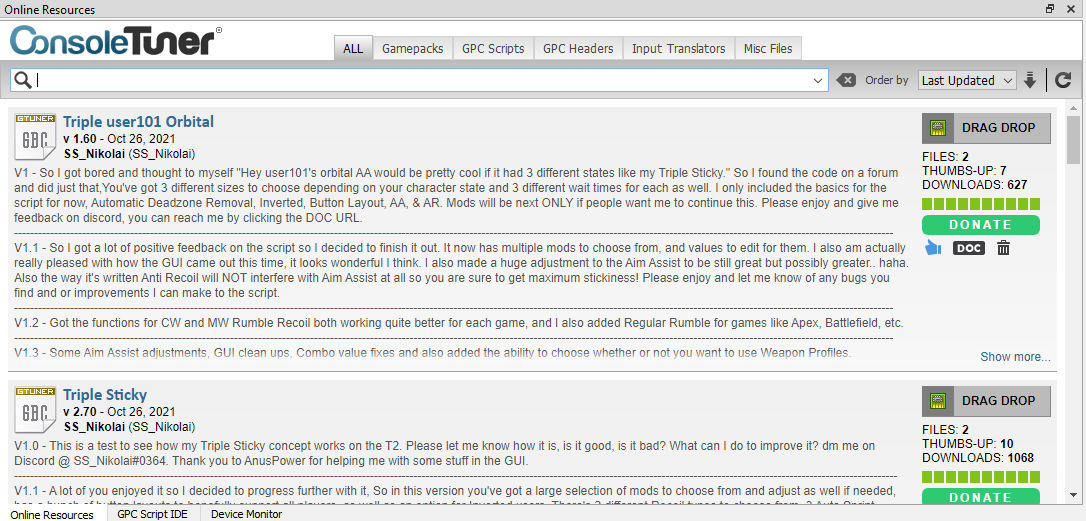 Online Resources
ConsoleTuner®
ALL
Gamepacks
GPC Scripts
GPC Headers
Input Translators
Misc Files
Order by
Last Updated
GTUNER
GBC
Triple user101 Orbital
v 1.60 - Oct 26, 2021
SS_Nikolai (SS_Nikolai)
V1 - So I got bored and thought to myself "Hey user101's orbital AA would be pretty cool if it had 3 different states like my Triple Sticky." So I found the code on a forum
and did just that,You've got 3 different sizes to choose depending on your character state and 3 different wait times for each as well. I only included the basics for the
script for now, Automatic Deadzone Removal, Inverted, Button Layout, AA, & AR. Mods will be next ONLY if people want me to continue this. Please enjoy and give me
feedback on discord, you can reach me by clicking the DOC URL.
V1.1 - So I got a lot of positive feedback on the script so I decided to finish it out. It now has multiple mods to choose from, and values to edit for them. I also am actually
really pleased with how the GUI came out this time, it looks wonderful I think. I also made a huge adjustment to the Aim Assist to be still great but possibly greater.. haha.
Also the way it's written Anti Recoil will NOT interfere with Aim Assist at all so you are sure to get maximum stickiness! Please enjoy and let me know of any bugs you
find and or improvements I can make to the script.
V1.2 - Got the functions for CW and MW Rumble Recoil both working quite better for each game, and I also added Regular Rumble for games like Apex, Battlefield, etc.
V1.3 - Some Aim Assist adjustments, GUI clean ups, Combo value fixes and also added the ability to choose whether or not you want to use Weapon Profiles.
Show more...
DRAG DROP
FILES: 2
THUMBS-UP: 7
DOWNLOADS: 627
DONATE
DOC
GTUNER
GBC
Triple Sticky
v 2.70 - Oct 26, 2021
SS_Nikolai (SS_Nikolai)
V1.0 - This is a test to see how my Triple Sticky concept works on the T2. Please let me know how it is, is it good, is it bad? What can I do to improve it? dm me on
Discord @ SS_Nikolai#0364. Thank you to AnusPower for helping me with some stuff in the GUI.
V1.1 - A lot of you enjoyed it so I decided to progress further with it, So in this version you've got a large selection of mods to choose from and adjust as well if needed,
DRAG DROP
FILES: 2
THUMBS-UP: 10
DOWNLOADS: 1068
DONATE
Online Resources
GPC Script IDE
Device Monitor